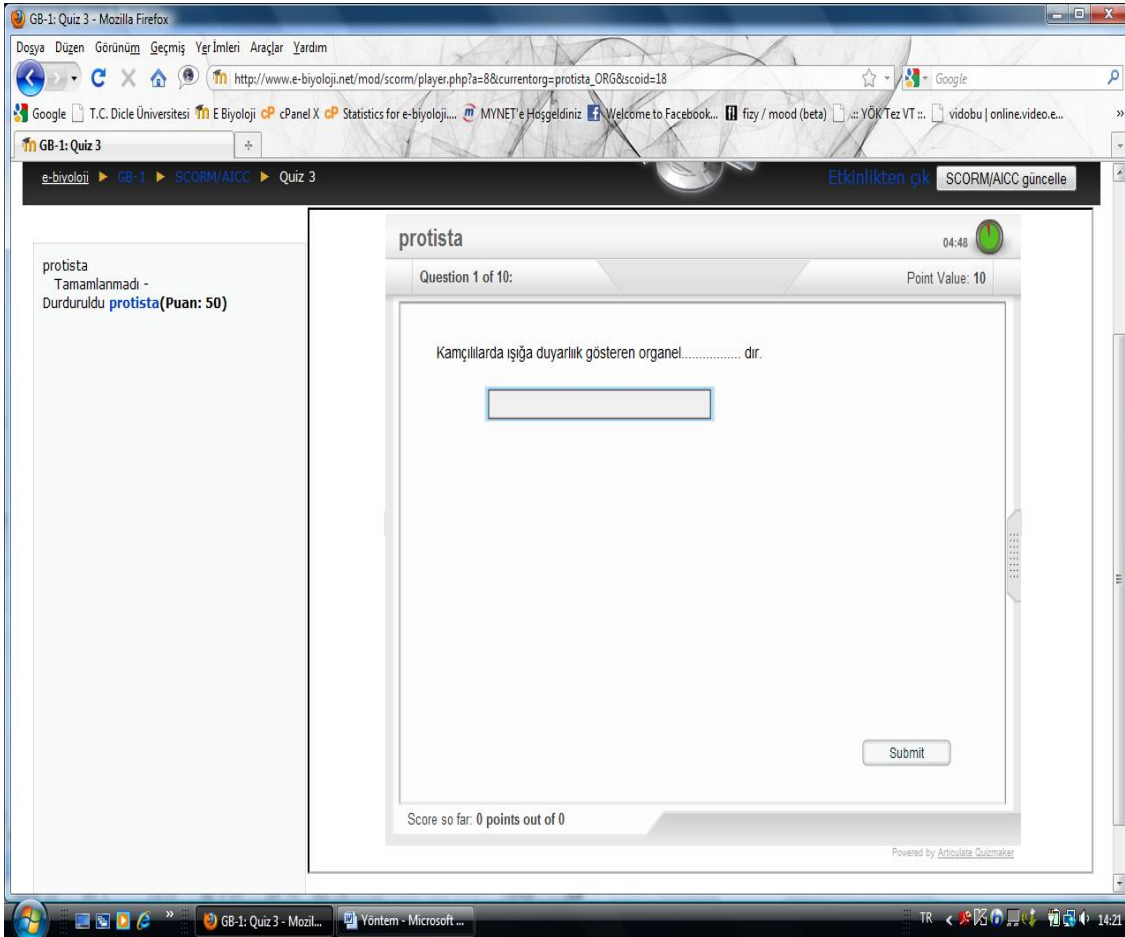 GB-1: Quiz 3 - Mozilla Firefox
Dosya Düzen Görünüm Geçmiş Yer İmleri Araçlar Yardım
http://www.e-biyoloji.net/mod/scorm/player.php?a=8&currentorg=protista_ORG&scoid=18
Google
Google T.C. Dicle Üniversitesi E Biyoloji cPanel X Statistics for e-biyoloji.... MYNET'e Hoşgeldiniz Welcome to Facebook... fizy / mood (beta) .:: YÖK Tez VT ::. vidobu | online.video.e... »
GB-1: Quiz 3
e-biyoloji ► GB-1 ► SCORM/AICC ► Quiz 3
Etkinlikten çık SCORM/AICC güncelle
protista
Tamamlanmadı -
Durduruldu protista(Puan: 50)
protista
04:48
Question 1 of 10:
Point Value: 10
Kamçılılarda ışığa duyarlıık gösteren organel................ dır.
Submit
Score so far: 0 points out of 0
Powered by Articulate Quizmaker
» GB-1: Quiz 3 - Mozil... Yöntem - Microsoft ... TR 14:21